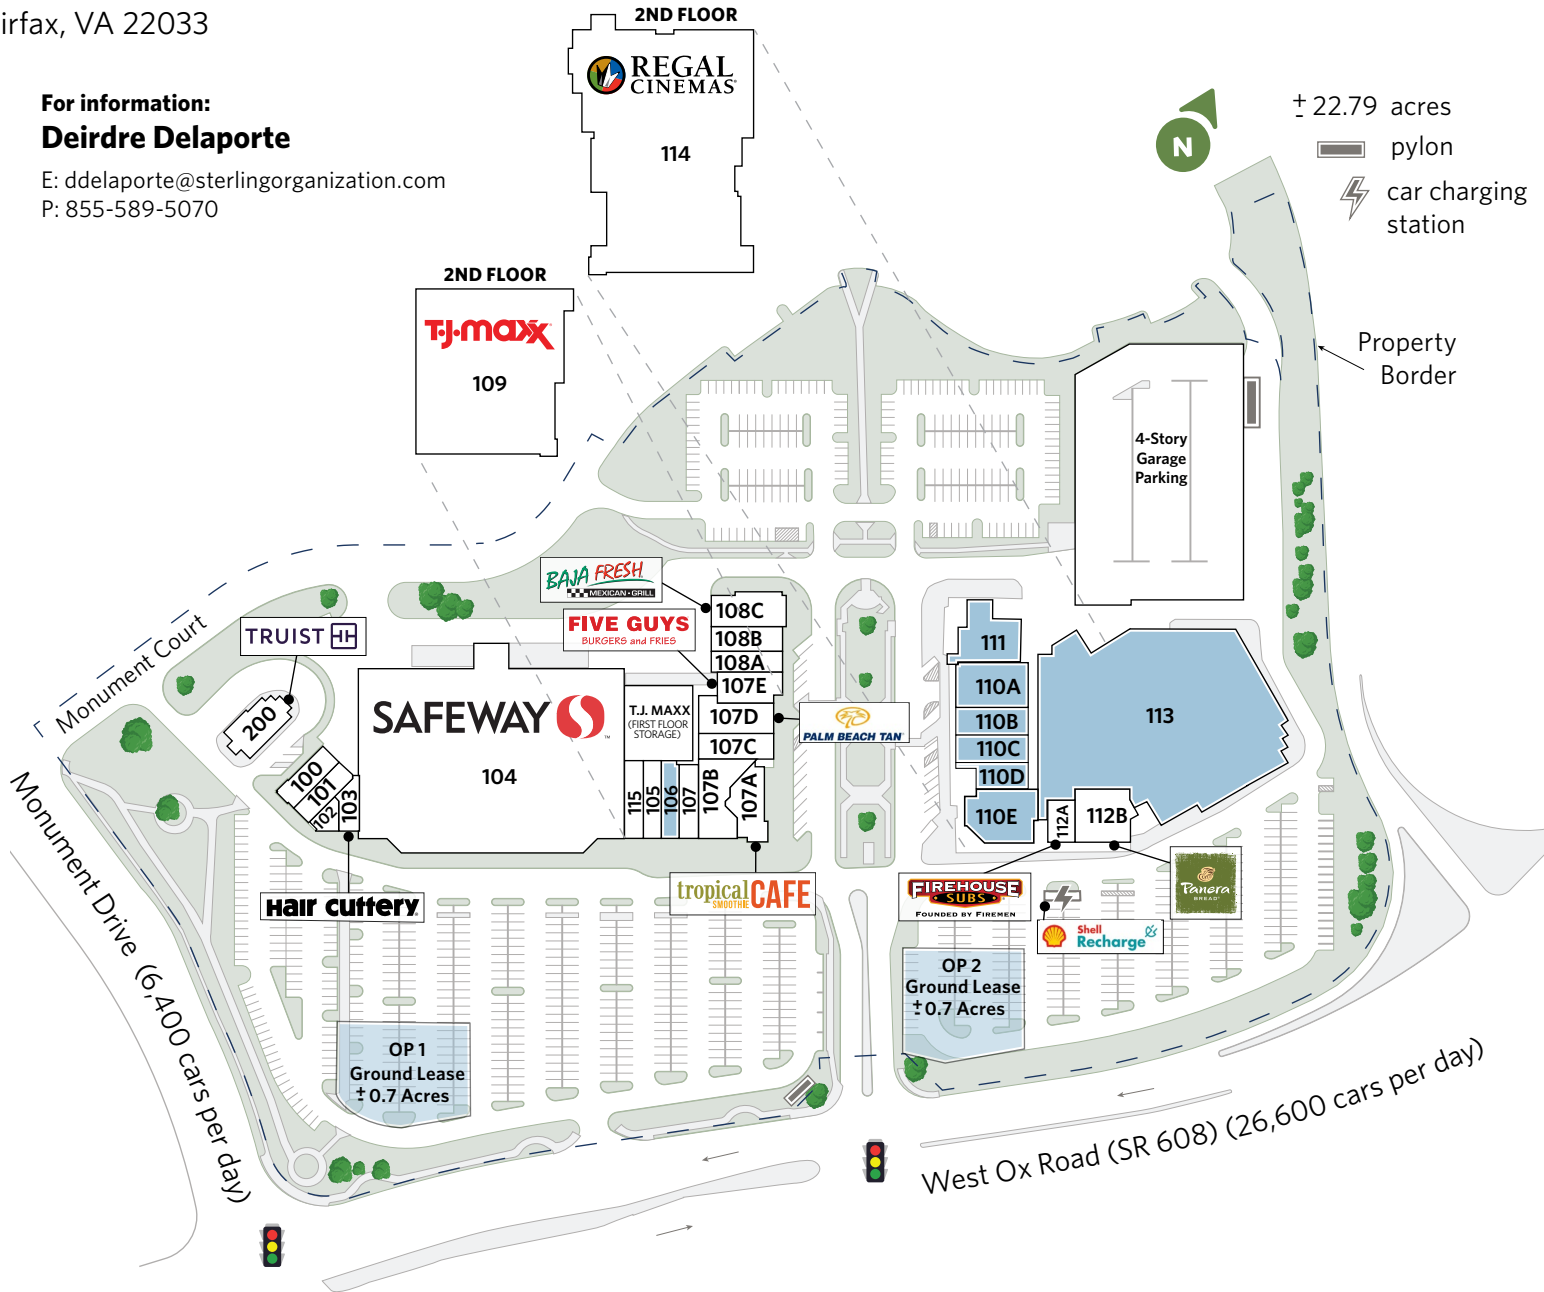 irfax, VA 22033
For information:
Deirdre Delaporte
E: ddelaporte@sterlingorganization.com
P: 855-589-5070
2ND FLOOR
REGAL
CINEMAS
114
2ND FLOOR
T·J·maxx
109
N
± 22.79 acres
pylon
car charging
station
Property
Border
4-Story
Garage
Parking
Monument Court
Monument Drive (6,400 cars per day)
West Ox Road (SR 608) (26,600 cars per day)
TRUIST
200
BAJA FRESH
MEXICAN • GRILL
FIVE GUYS
BURGERS and FRIES
108C
108B
108A
107E
107D
107C
107B
107A
PALM BEACH TAN
SAFEWAY
104
T.J. MAXX
(FIRST FLOOR
STORAGE)
115
105
106
107
100
101
102
103
Hair Cuttery
tropical
SMOOTHIE
CAFE
111
110A
110B
110C
110D
110E
113
112A
112B
FIREHOUSE
SUBS
FOUNDED BY FIREMEN
Panera
BREAD
Shell
Recharge
OP 1
Ground Lease
± 0.7 Acres
OP 2
Ground Lease
± 0.7 Acres